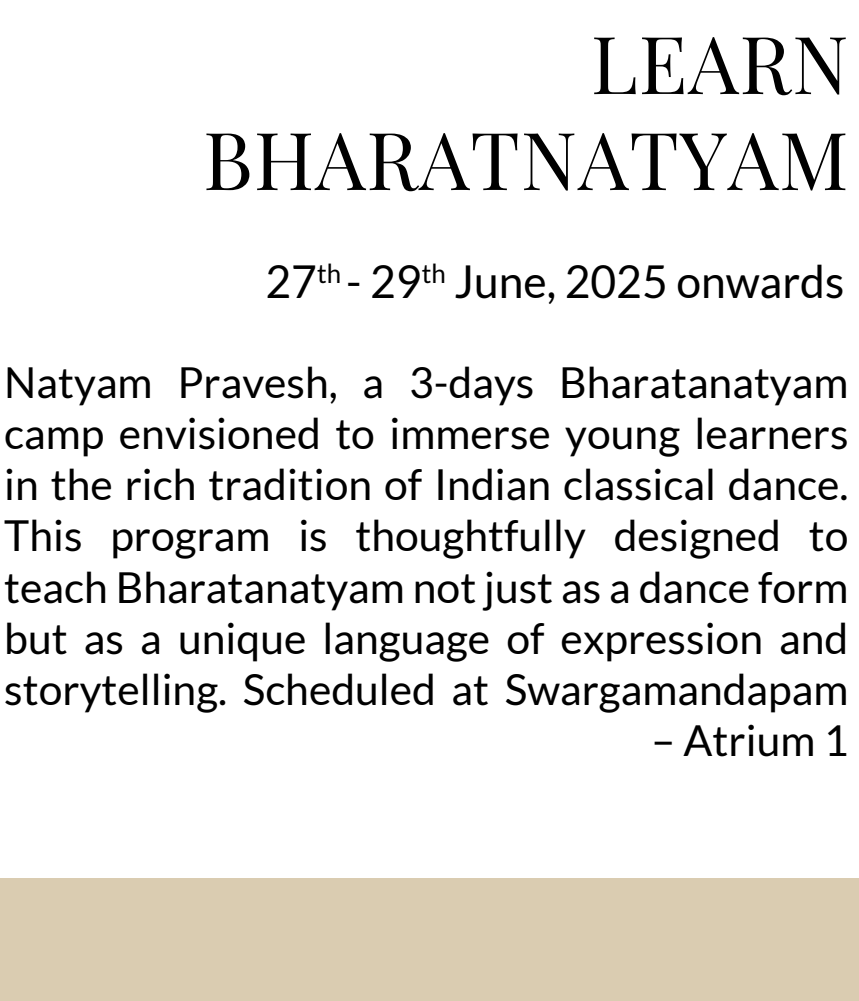 LEARN
BHARATNATYAM
27th - 29th June, 2025 onwards
Natyam Pravesh, a 3-days Bharatanatyam
camp envisioned to immerse young learners
in the rich tradition of Indian classical dance.
This program is thoughtfully designed to
teach Bharatanatyam not just as a dance form
but as a unique language of expression and
storytelling. Scheduled at Swargamandapam
– Atrium 1